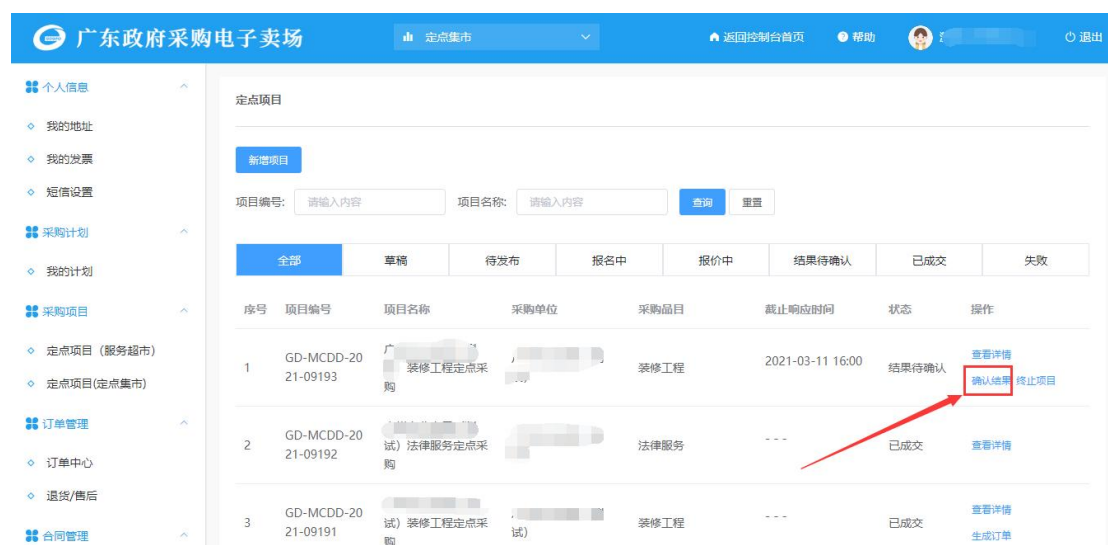 广东政府采购电子卖场
定点集市
返回控制台首页
帮助
退出
个人信息
我的地址
我的发票
短信设置
采购计划
我的计划
采购项目
定点项目（服务超市）
定点项目(定点集市)
订单管理
订单中心
退货/售后
合同管理
定点项目
新增项目
项目编号: 请输入内容 项目名称: 请输入内容 查询 重置
全部 草稿 待发布 报名中 报价中 结果待确认 已成交 失败
序号 项目编号 项目名称 采购单位 采购品目 截止响应时间 状态 操作
1 GD-MCDD-20
21-09193
装修工程定点采
购
装修工程 2021-03-11 16:00 结果待确认
查看详情
确认结果 终止项目
2 GD-MCDD-20
21-09192
试）法律服务定点采
购
法律服务 - - - 已成交 查看详情
3 GD-MCDD-20
21-09191
试）装修工程定点采
购
试）
装修工程 - - - 已成交
查看详情
生成订单